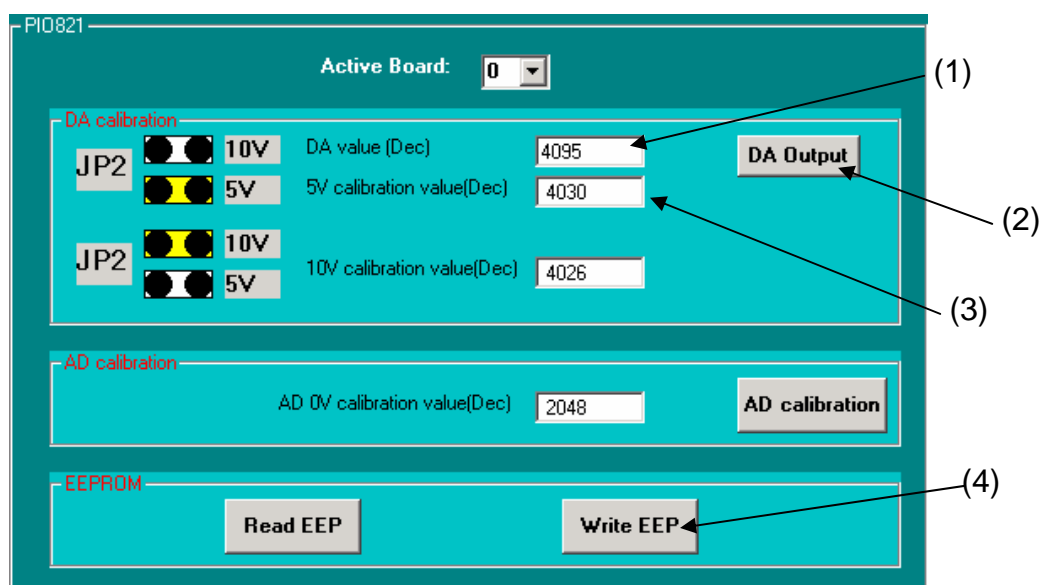 PIO821
Active Board: 0
(1)
DA calibration
JP2 10V DA value (Dec) 4095 DA Output
5V 5V calibration value(Dec) 4030
(2)
JP2 10V 10V calibration value(Dec) 4026
5V
(3)
AD calibration
AD 0V calibration value(Dec) 2048 AD calibration
EEPROM
(4)
Read EEP Write EEP